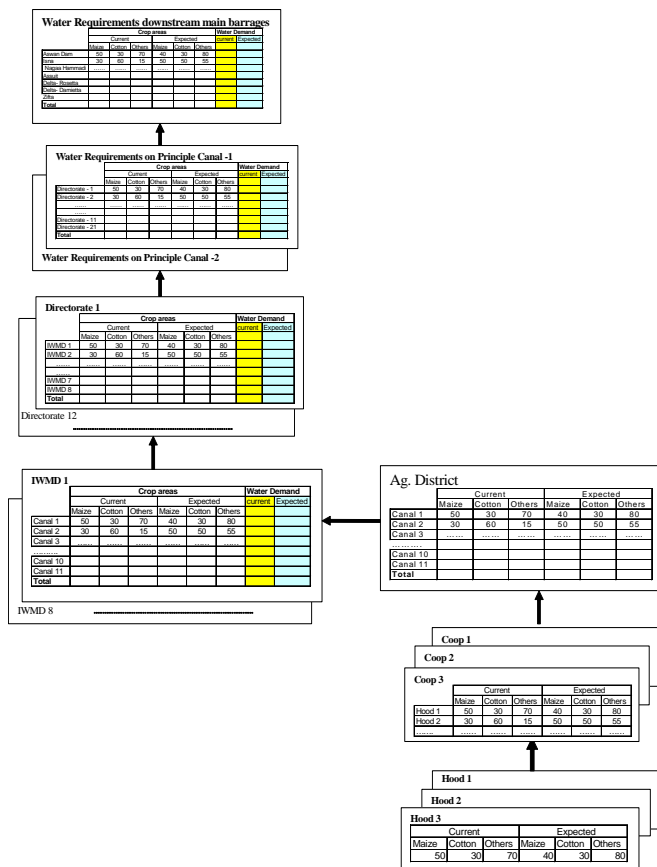 Water Requirements downstream main barrages
Crop areas Water Demand
Current Expected current Expected
Maize Cotton Others Maize Cotton Others
Aswan Dam 50 30 70 40 30 80
Isna 30 60 15 50 50 55
Nagaa Hammadi ...... ...... ...... ...... ...... ......
Assuit
Delta- Rosetta
Delta- Damietta
Zifta
Total
Water Requirements on Principle Canal -1
Crop areas Water Demand
Current Expected current Expected
Maize Cotton Others Maize Cotton Others
Directorate - 1 50 30 70 40 30 80
Directorate - 2 30 60 15 50 50 55
...... ...... ...... ...... ...... ...... ......
......
Directorate - 11
Directorate - 21
Total
Water Requirements on Principle Canal -2
Directorate 1
Crop areas Water Demand
Current Expected current Expected
Maize Cotton Others Maize Cotton Others
IWMD 1 50 30 70 40 30 80
IWMD 2 30 60 15 50 50 55
...... ...... ...... ...... ...... ...... ......
......
IWMD 7
IWMD 8
Total
Directorate 12
IWMD 1
Crop areas Water Demand
Current Expected current Expected
Maize Cotton Others Maize Cotton Others
Canal 1 50 30 70 40 30 80
Canal 2 30 60 15 50 50 55
Canal 3 ...... ...... ...... ...... ...... ......
..........
Canal 10
Canal 11
Total
IWMD 8
Ag. District
Current Expected
Maize Cotton Others Maize Cotton Others
Canal 1 50 30 70 40 30 80
Canal 2 30 60 15 50 50 55
Canal 3 ...... ...... ...... ...... ...... ......
..........
Canal 10
Canal 11
Total
Coop 1
Coop 2
Coop 3
Current Expected
Maize Cotton Others Maize Cotton Others
Hood 1 50 30 70 40 30 80
Hood 2 30 60 15 50 50 55
....... ...... ...... ...... ...... ...... ......
Hood 1
Hood 2
Hood 3
Current Expected
Maize Cotton Others Maize Cotton Others
50 30 70 40 30 80